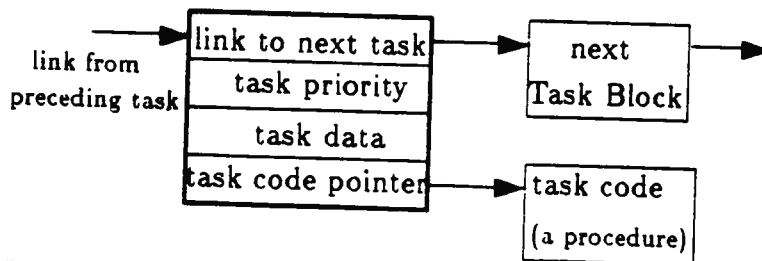 link from
preceding task
link to next task
task priority
task data
task code pointer
next
Task Block
task code
(a procedure)